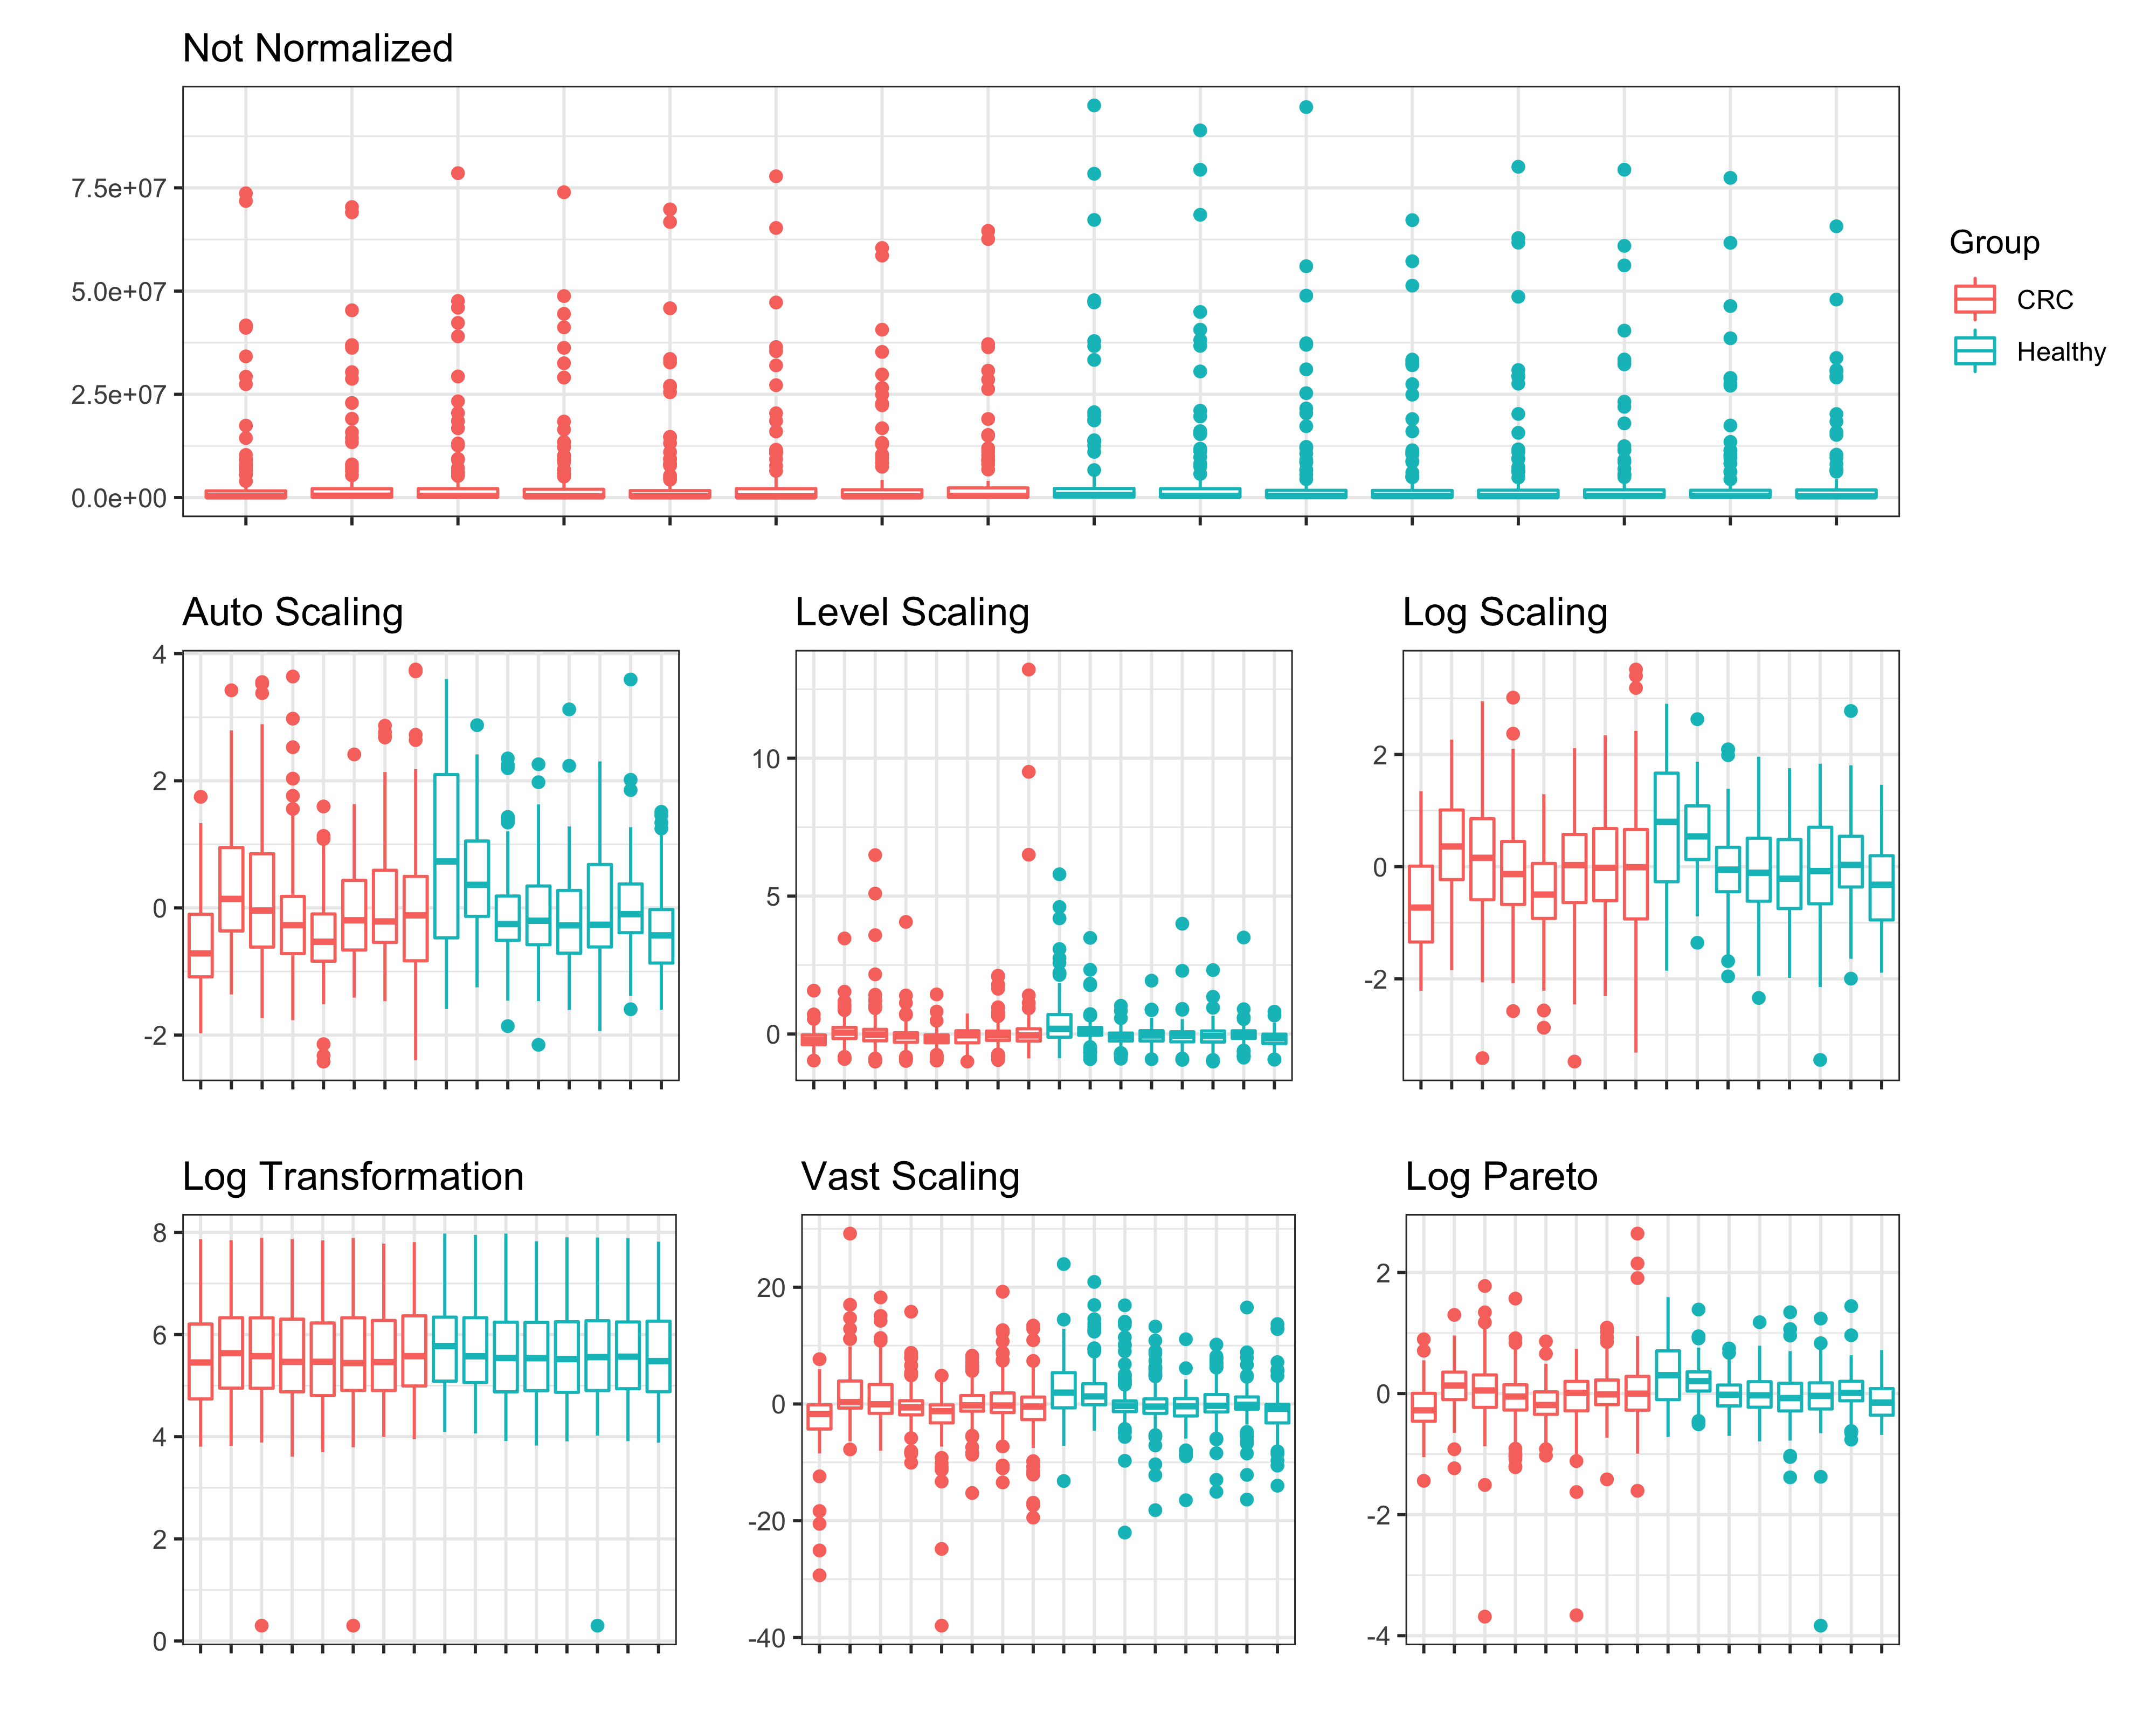 Not Normalized
7.5e+07
5.0e+07
2.5e+07
0.0e+00
Group
CRC
Healthy
Auto Scaling
4
2
0
-2
Level Scaling
10
5
0
Log Scaling
2
0
-2
Log Transformation
8
6
4
2
0
Vast Scaling
20
0
-20
-40
Log Pareto
2
0
-2
-4